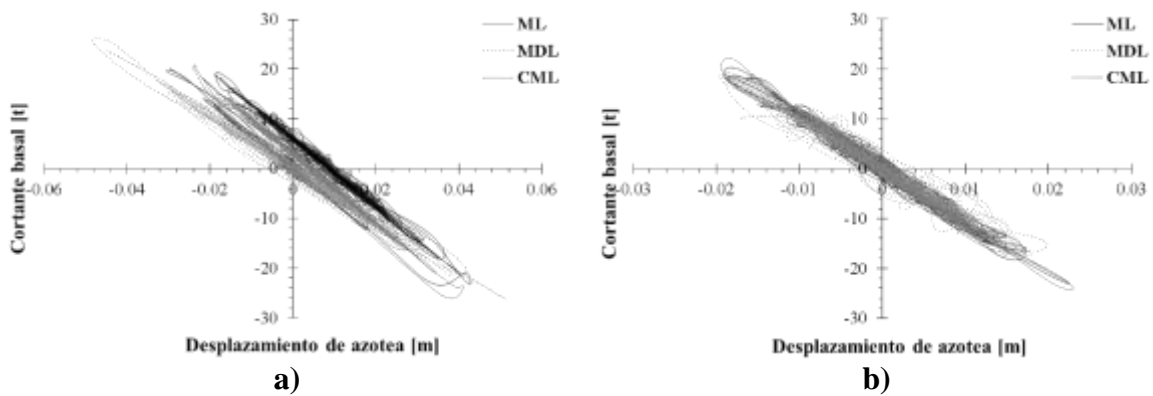 30
20
10
0
-10
-20
-30
-0.06 -0.04 -0.02 0 0.02 0.04 0.06
Cortante basal [t]
Desplazamiento de azotea [m]
ML
MDL
CML
a)
30
20
10
0
-10
-20
-30
-0.03 -0.02 -0.01 0 0.01 0.02 0.03
Cortante basal [t]
Desplazamiento de azotea [m]
ML
MDL
CML
b)